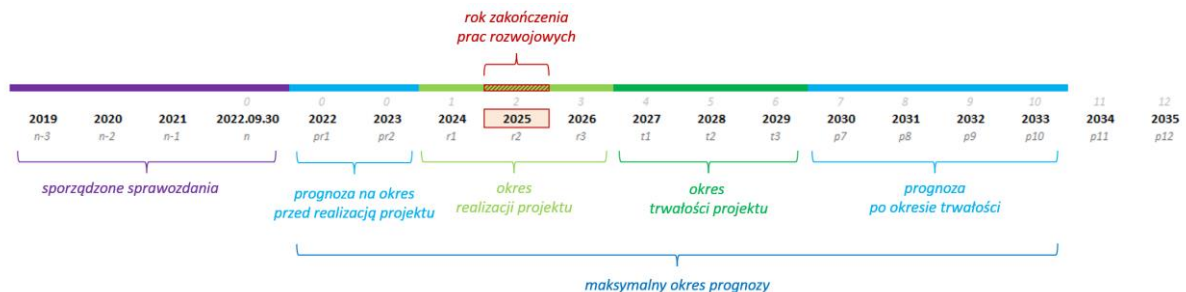 rok zakończenia
prac rozwojowych
0 0 0 1 2 3 4 5 6 7 8 9 10 11 12
2019 2020 2021 2022.09.30 2022 2023 2024 2025 2026 2027 2028 2029 2030 2031 2032 2033 2034 2035
n-3 n-2 n-1 n pr1 pr2 r1 r2 r3 t1 t2 t3 p7 p8 p9 p10 p11 p12
sporządzone sprawozdania
prognoza na okres
przed realizacją projektu
okres
realizacji projektu
okres
trwałości projektu
prognoza
po okresie trwałości
maksymalny okres prognozy